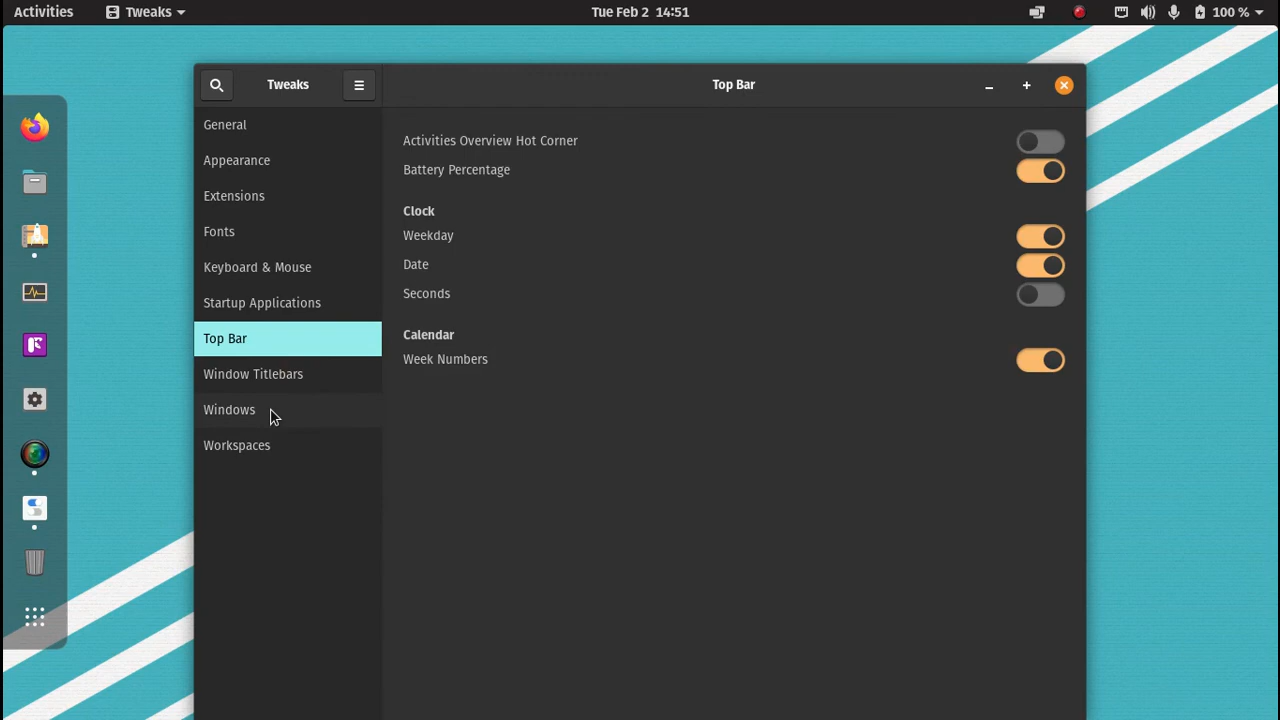 Activities Tweaks Tue Feb 2 14:51 100 %
Tweaks Top Bar
General
Appearance
Extensions
Fonts
Keyboard & Mouse
Startup Applications
Top Bar
Window Titlebars
Windows
Workspaces
Activities Overview Hot Corner
Battery Percentage
Clock
Weekday
Date
Seconds
Calendar
Week Numbers